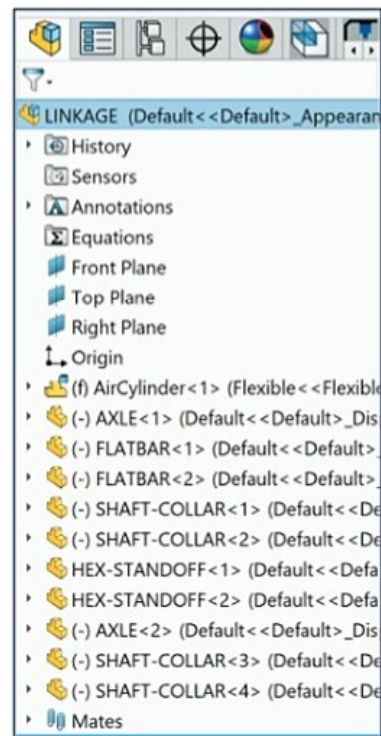 LINKAGE (Default<<Default>_Appearan
History
Sensors
Annotations
Equations
Front Plane
Top Plane
Right Plane
Origin
(f) AirCylinder<1> (Flexible<<Flexible
(-) AXLE<1> (Default<<Default>_Dis
(-) FLATBAR<1> (Default<<Default>_
(-) FLATBAR<2> (Default<<Default>_
(-) SHAFT-COLLAR<1> (Default<<De
(-) SHAFT-COLLAR<2> (Default<<De
HEX-STANDOFF<1> (Default<<Defa
HEX-STANDOFF<2> (Default<<Defa
(-) AXLE<2> (Default<<Default>_Dis
(-) SHAFT-COLLAR<3> (Default<<De
(-) SHAFT-COLLAR<4> (Default<<De
Mates